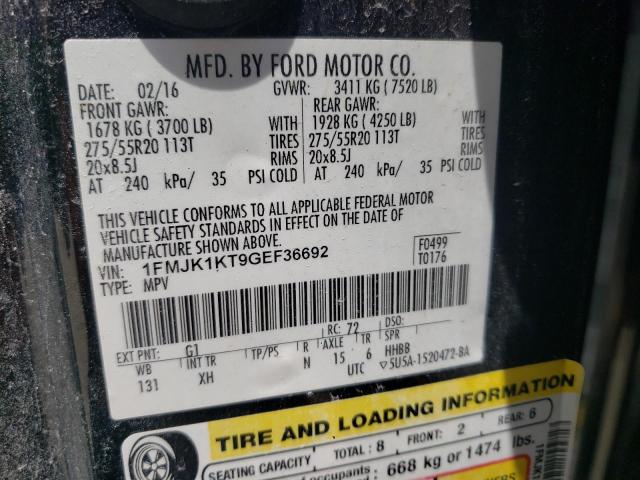 MFD. BY FORD MOTOR CO.
DATE: 02/16 GVWR: 3411 KG ( 7520 LB)
FRONT GAWR: REAR GAWR:
1678 KG ( 3700 LB) WITH 1928 KG ( 4250 LB) WITH
275/55R20 113T TIRES 275/55R20 113T TIRES
20x8.5J RIMS 20x8.5J RIMS
AT 240 kPa/ 35 PSI COLD AT 240 kPa/ 35 PSI COLD
THIS VEHICLE CONFORMS TO ALL APPLICABLE FEDERAL MOTOR
VEHICLE SAFETY STANDARDS IN EFFECT ON THE DATE OF
MANUFACTURE SHOWN ABOVE.
VIN: 1FMJK1KT9GEF36692 F0499
TYPE: MPV T0176
EXT PNT: G1 RC: 72 DSO:
WB INT TR TP/PS R AXLE TR SPR
131 XH N 15 6 HHBB
UTC 5U5A-1520472-BA
TIRE AND LOADING INFORMATION
SEATING CAPACITY TOTAL: 8 FRONT: 2 REAR: 6
occupants 668 kg or 1474 lbs.